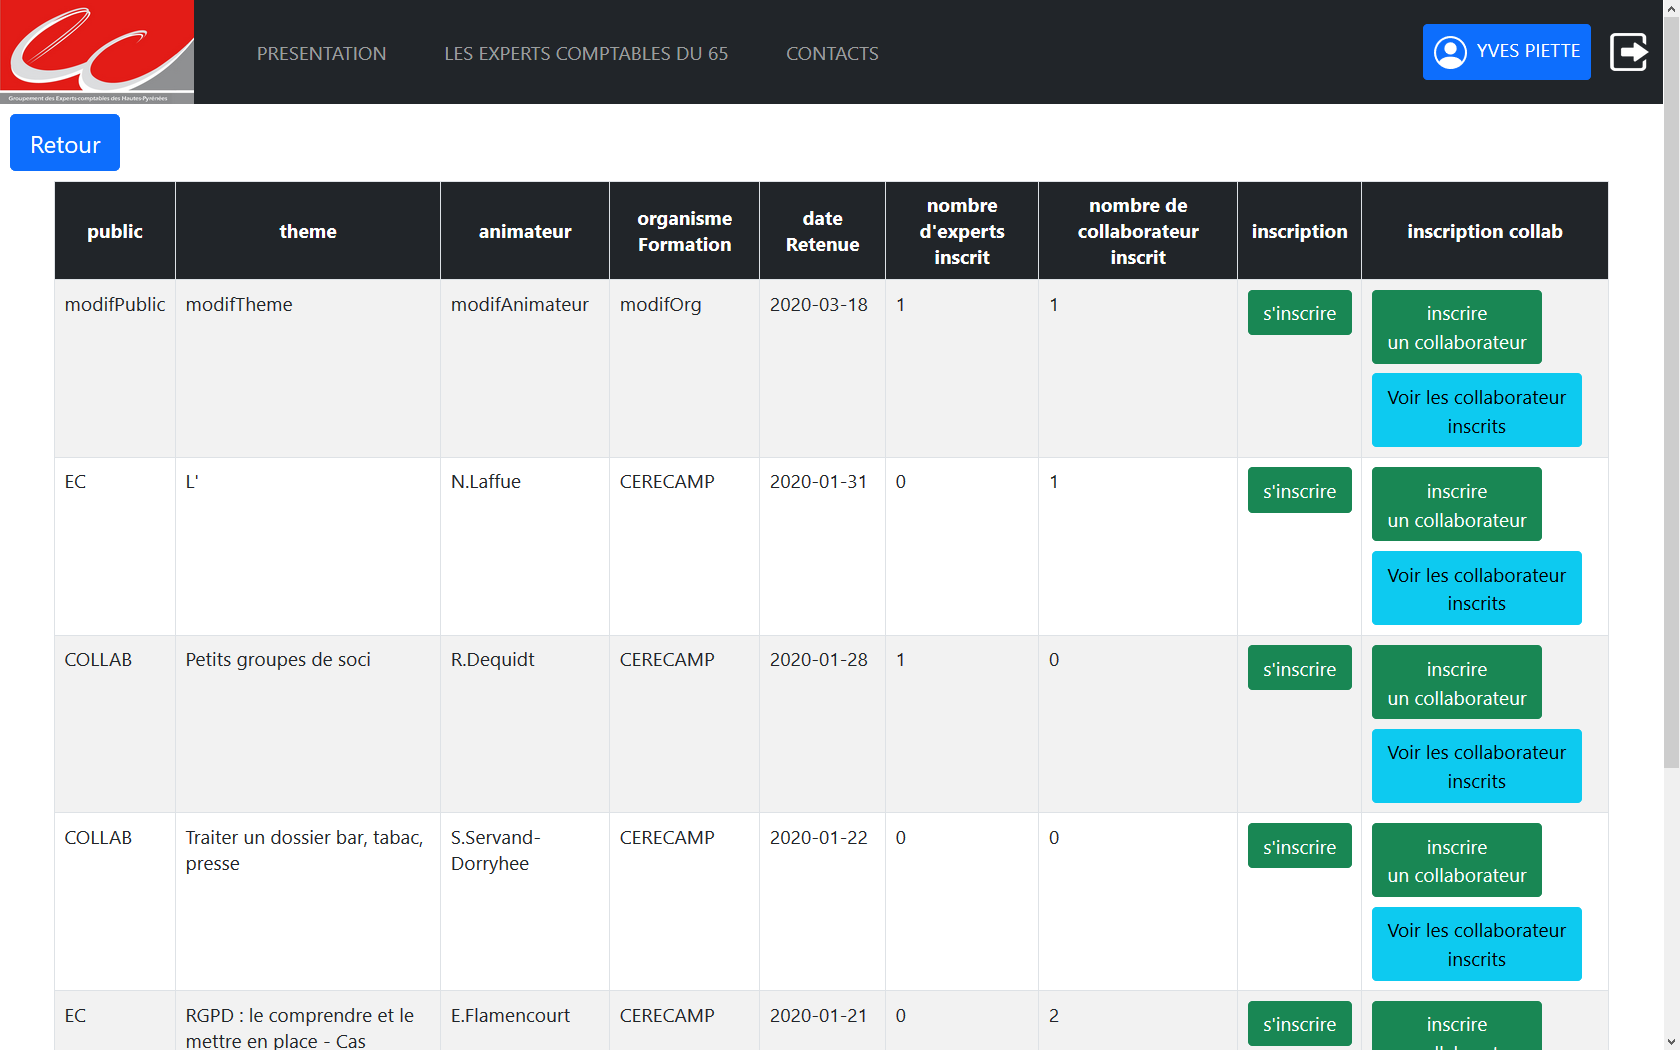 PRESENTATION
LES EXPERTS COMPTABLES DU 65
CONTACTS
YVES PIETTE
Groupement des Experts-comptables des Hautes-Pyrénées
Retour
public
theme
animateur
organisme
Formation
date
Retenue
nombre
d'experts
inscrit
nombre de
collaborateur
inscrit
inscription
inscription collab
modifPublic
modifTheme
modifAnimateur
modifOrg
2020-03-18
1
1
s'inscrire
inscrire
un collaborateur
Voir les collaborateur
inscrits
EC
L'
N.Laffue
CERECAMP
2020-01-31
0
1
s'inscrire
inscrire
un collaborateur
Voir les collaborateur
inscrits
COLLAB
Petits groupes de soci
R.Dequidt
CERECAMP
2020-01-28
1
0
s'inscrire
inscrire
un collaborateur
Voir les collaborateur
inscrits
COLLAB
Traiter un dossier bar, tabac,
presse
S.Servand-
Dorryhee
CERECAMP
2020-01-22
0
0
s'inscrire
inscrire
un collaborateur
Voir les collaborateur
inscrits
EC
RGPD : le comprendre et le
mettre en place - Cas
E.Flamencourt
CERECAMP
2020-01-21
0
2
s'inscrire
inscrire